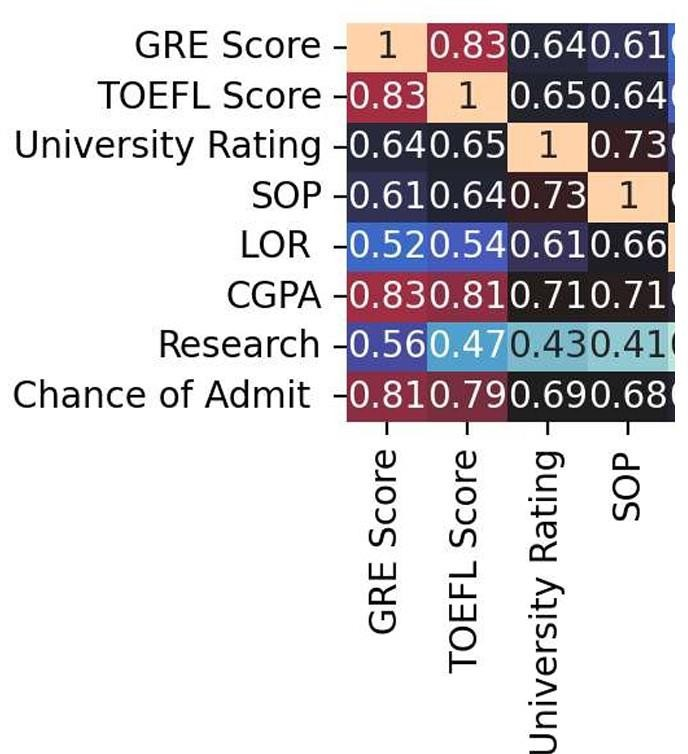 GRE Score 1 0.83 0.64 0.61
TOEFL Score 0.83 1 0.65 0.64
University Rating 0.64 0.65 1 0.73
SOP 0.61 0.64 0.73 1
LOR 0.52 0.54 0.61 0.66
CGPA 0.83 0.81 0.71 0.71
Research 0.56 0.47 0.43 0.41
Chance of Admit 0.81 0.79 0.69 0.68
GRE Score
TOEFL Score
University Rating
SOP